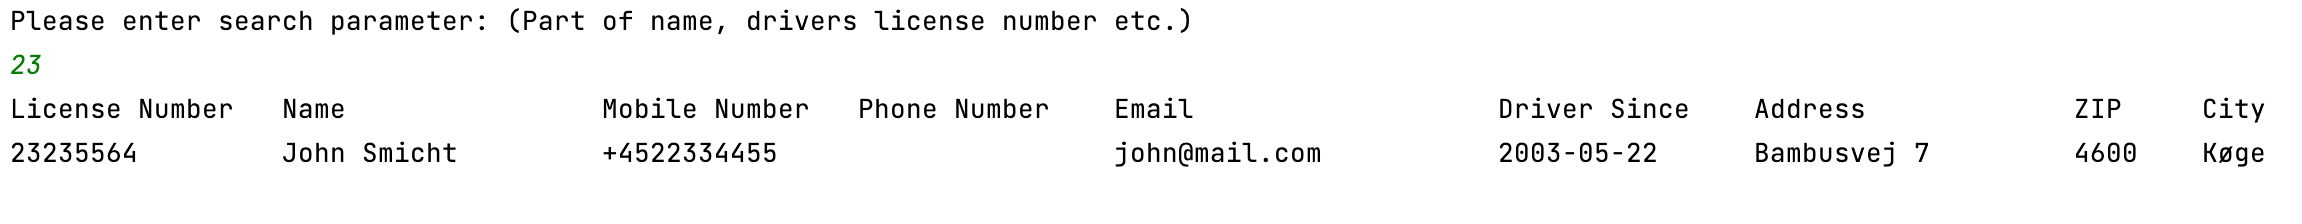 Please enter search parameter: (Part of name, drivers license number etc.)
23
License Number   Name                Mobile Number   Phone Number    Email                   Driver Since    Address             ZIP     City
23235564         John Smicht         +4522334455                     john@mail.com           2003-05-22      Bambusvej 7         4600    Køge